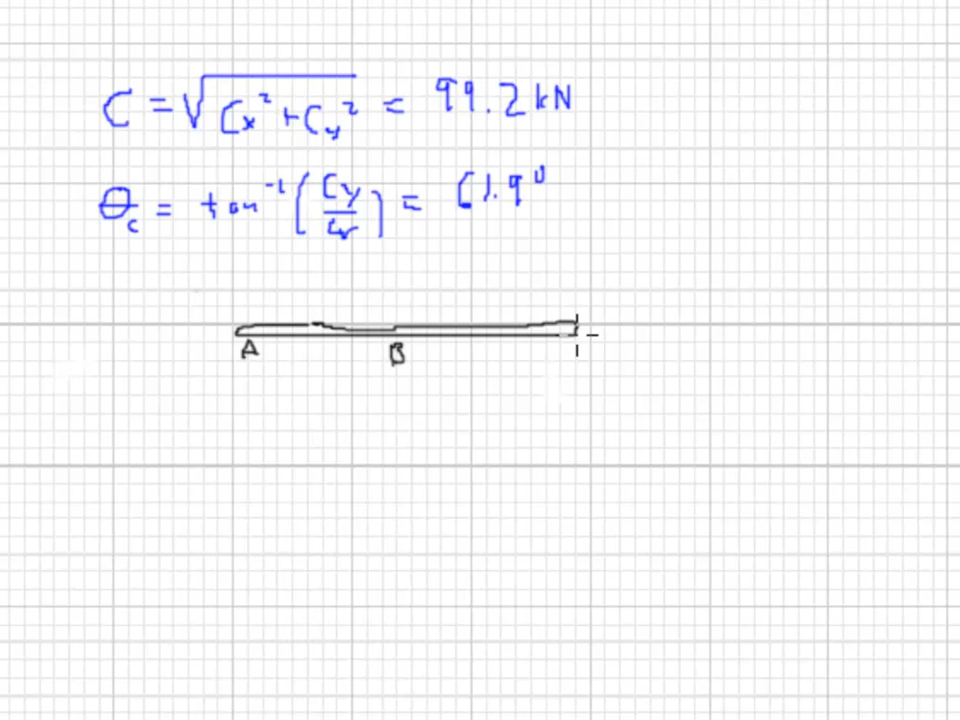 C = √(Cx² + Cy²) = 99.2 kN
θc = tan⁻¹(Cy/Cx) = 61.9°
A B